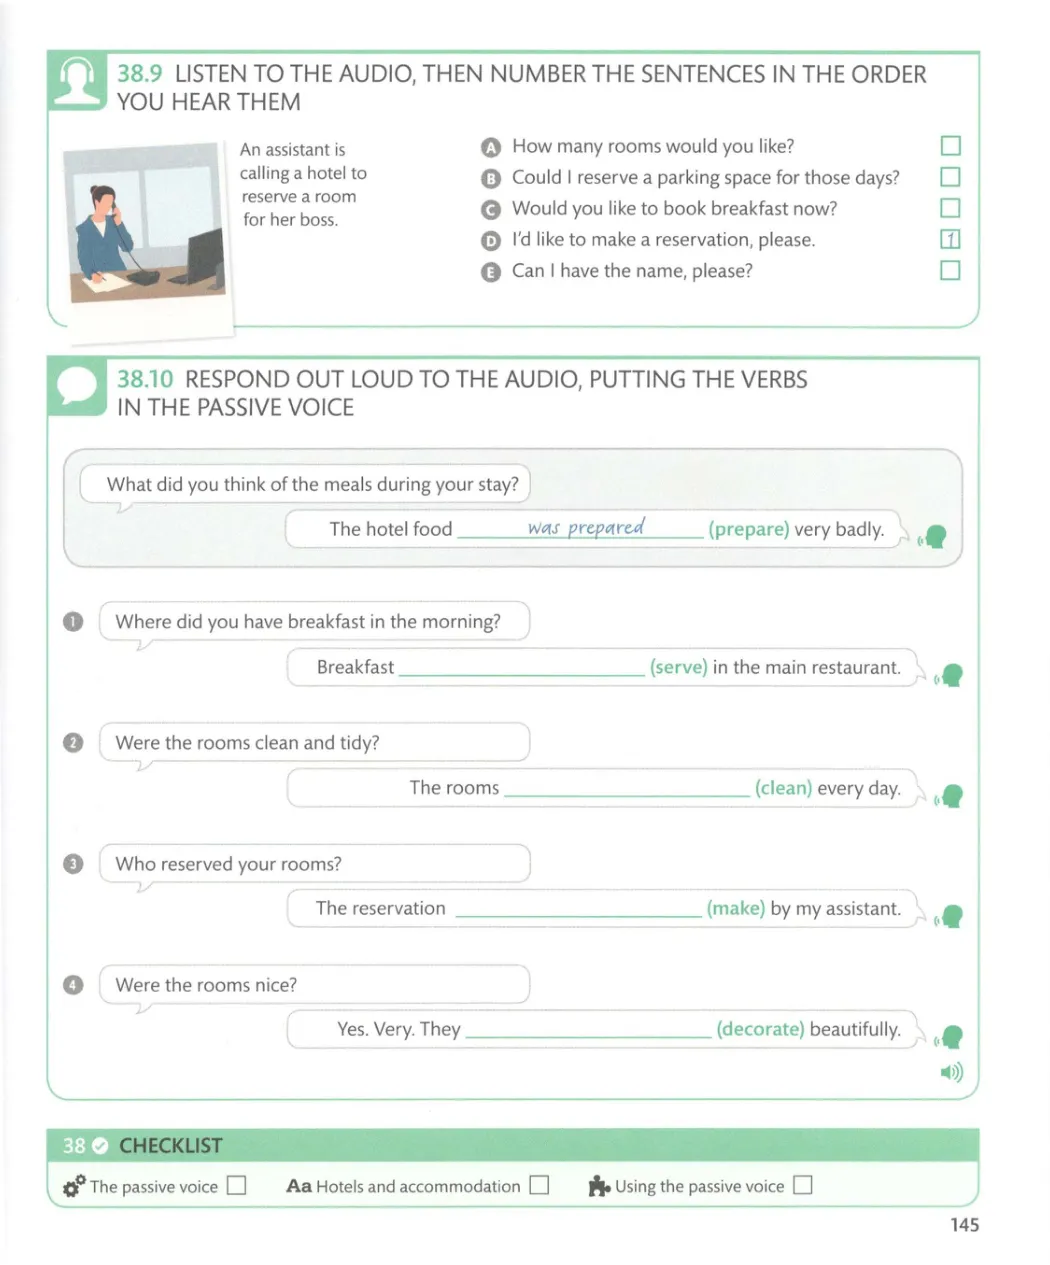 38.9 LISTEN TO THE AUDIO, THEN NUMBER THE SENTENCES IN THE ORDER
YOU HEAR THEM
An assistant is
calling a hotel to
reserve a room
for her boss.
A How many rooms would you like?
B Could I reserve a parking space for those days?
C Would you like to book breakfast now?
D I'd like to make a reservation, please. 1
E Can I have the name, please?
38.10 RESPOND OUT LOUD TO THE AUDIO, PUTTING THE VERBS
IN THE PASSIVE VOICE
What did you think of the meals during your stay?
The hotel food was prepared (prepare) very badly.
1 Where did you have breakfast in the morning?
Breakfast ____________ (serve) in the main restaurant.
2 Were the rooms clean and tidy?
The rooms ____________ (clean) every day.
3 Who reserved your rooms?
The reservation ____________ (make) by my assistant.
4 Were the rooms nice?
Yes. Very. They ____________ (decorate) beautifully.
38 CHECKLIST
The passive voice Aa Hotels and accommodation Using the passive voice
145